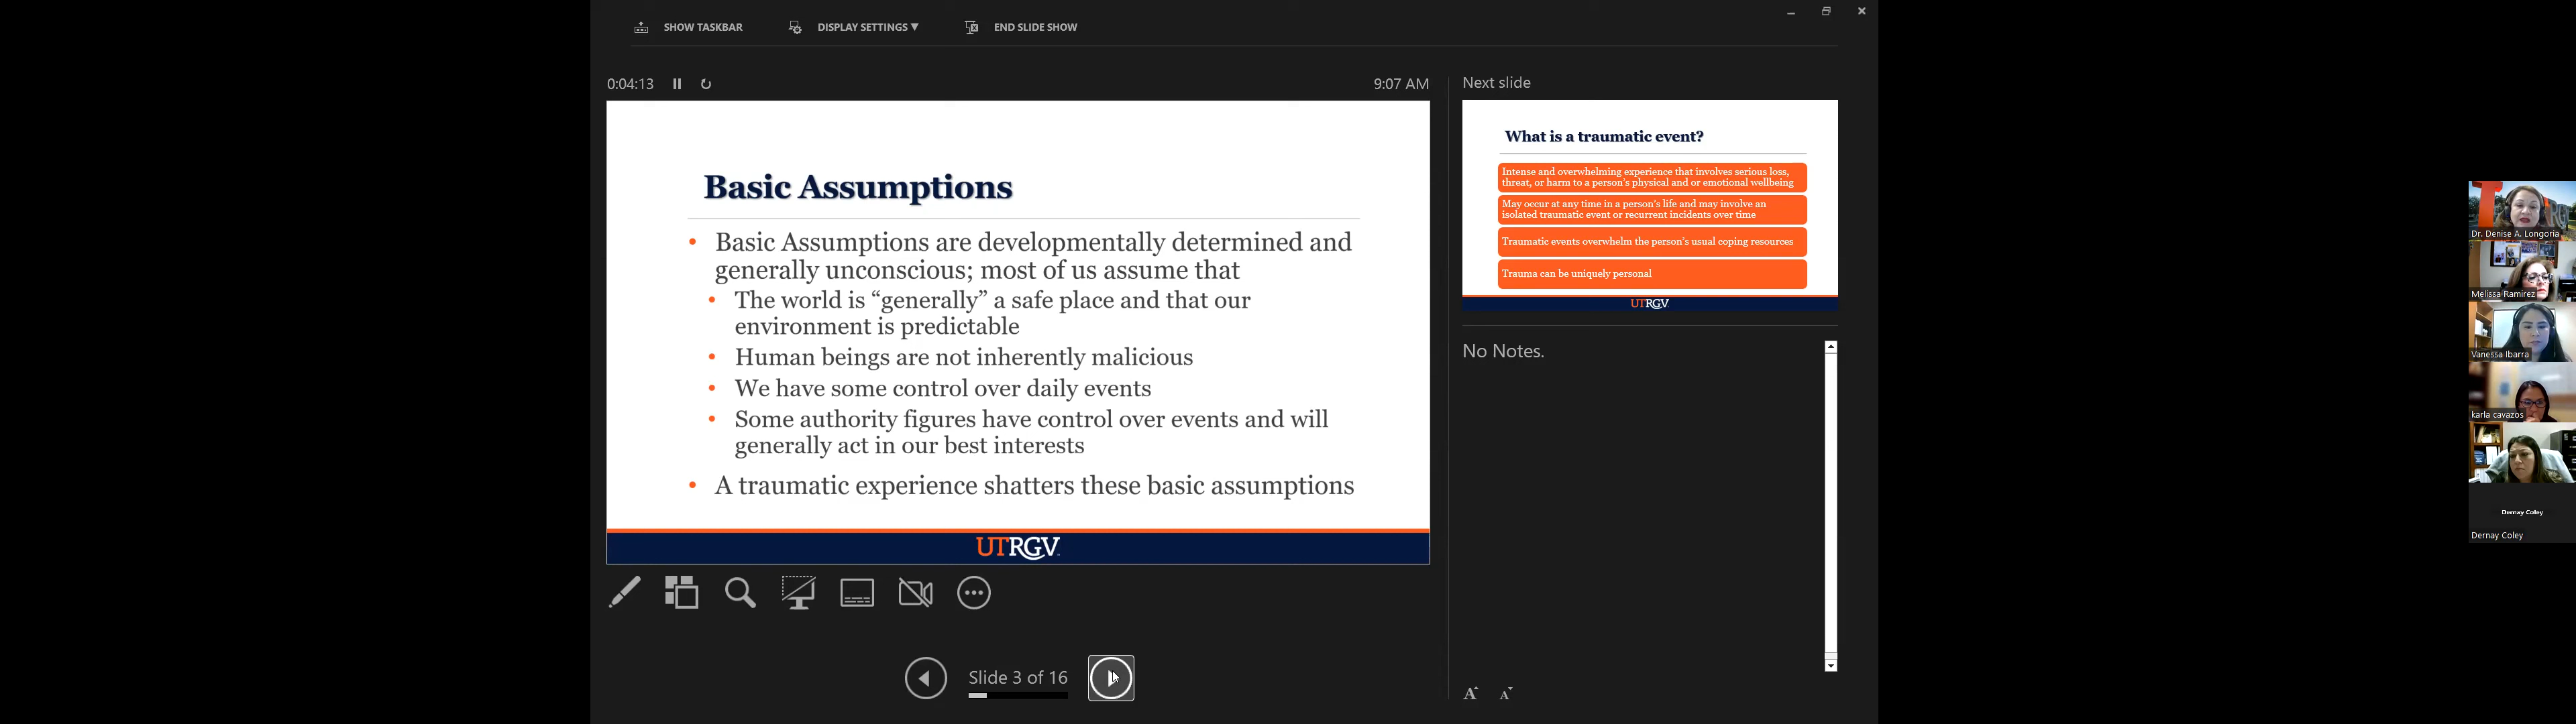 SHOW TASKBAR
DISPLAY SETTINGS ▼
END SLIDE SHOW
0:04:13
9:07 AM
Basic Assumptions
• Basic Assumptions are developmentally determined and
generally unconscious; most of us assume that
• The world is “generally” a safe place and that our
environment is predictable
• Human beings are not inherently malicious
• We have some control over daily events
• Some authority figures have control over events and will
generally act in our best interests
• A traumatic experience shatters these basic assumptions
UTRGV
Slide 3 of 16
Next slide
What is a traumatic event?
Intense and overwhelming experience that involves serious loss,
threat, or harm to a person's physical and or emotional wellbeing
May occur at any time in a person's life and may involve an
isolated traumatic event or recurrent incidents over time
Traumatic events overwhelm the person's usual coping resources
Trauma can be uniquely personal
UTRGV
No Notes.
A A
Dr. Denise A. Longoria
Melissa Ramirez
Vanessa Ibarra
karla cavazos
Dernay Coley
Dernay Coley